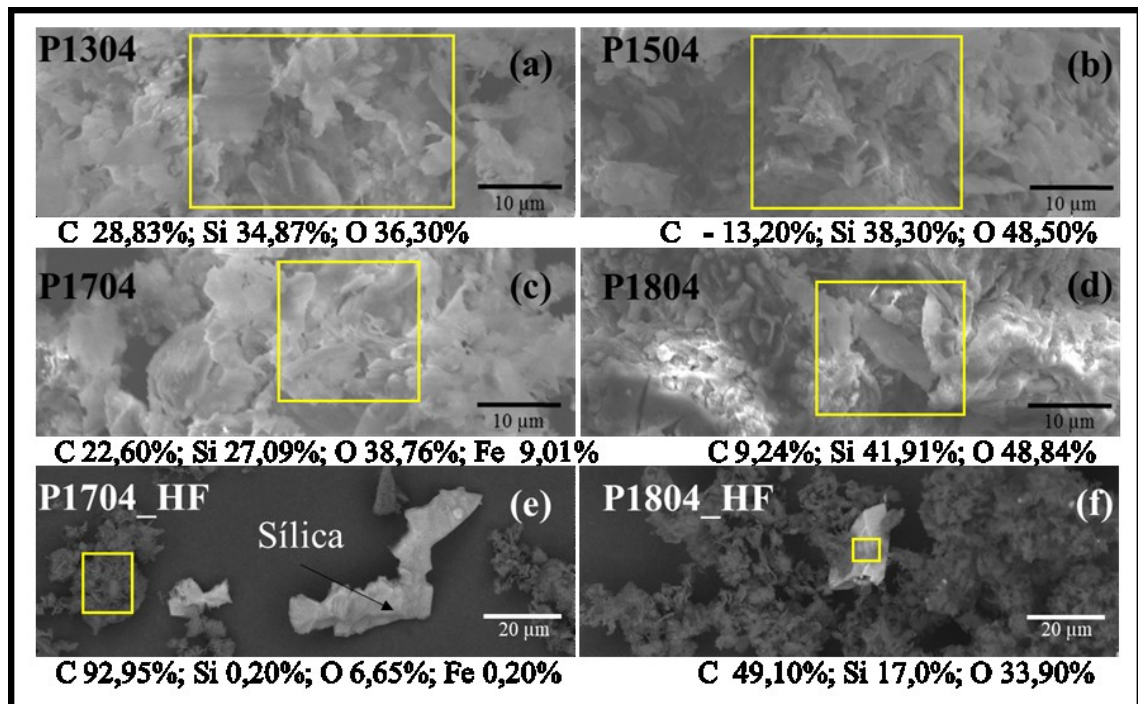 P1304 (a)
10 µm
C 28,83%; Si 34,87%; O 36,30%
P1504 (b)
10 µm
C - 13,20%; Si 38,30%; O 48,50%
P1704 (c)
10 µm
C 22,60%; Si 27,09%; O 38,76%; Fe 9,01%
P1804 (d)
10 µm
C 9,24%; Si 41,91%; O 48,84%
P1704_HF (e)
Sílica
20 µm
C 92,95%; Si 0,20%; O 6,65%; Fe 0,20%
P1804_HF (f)
20 µm
C 49,10%; Si 17,0%; O 33,90%